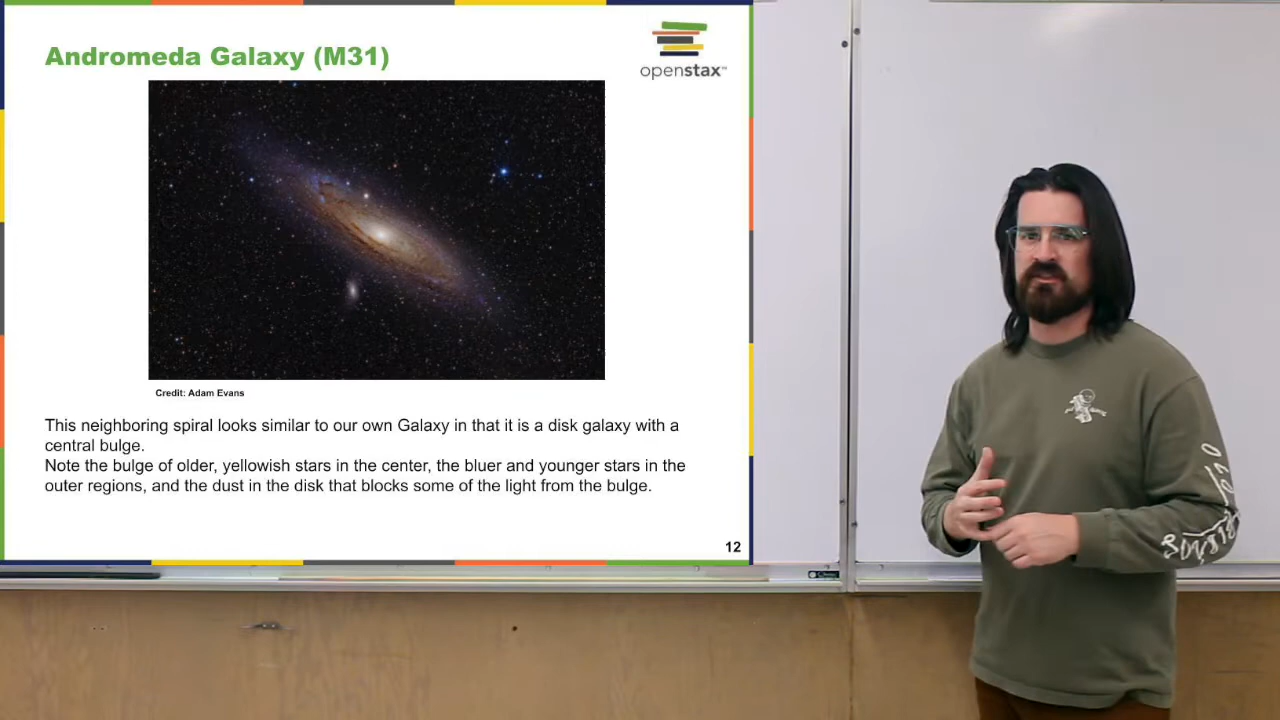 Andromeda Galaxy (M31)
openstax™
Credit: Adam Evans
This neighboring spiral looks similar to our own Galaxy in that it is a disk galaxy with a
central bulge.
Note the bulge of older, yellowish stars in the center, the bluer and younger stars in the
outer regions, and the dust in the disk that blocks some of the light from the bulge.
12